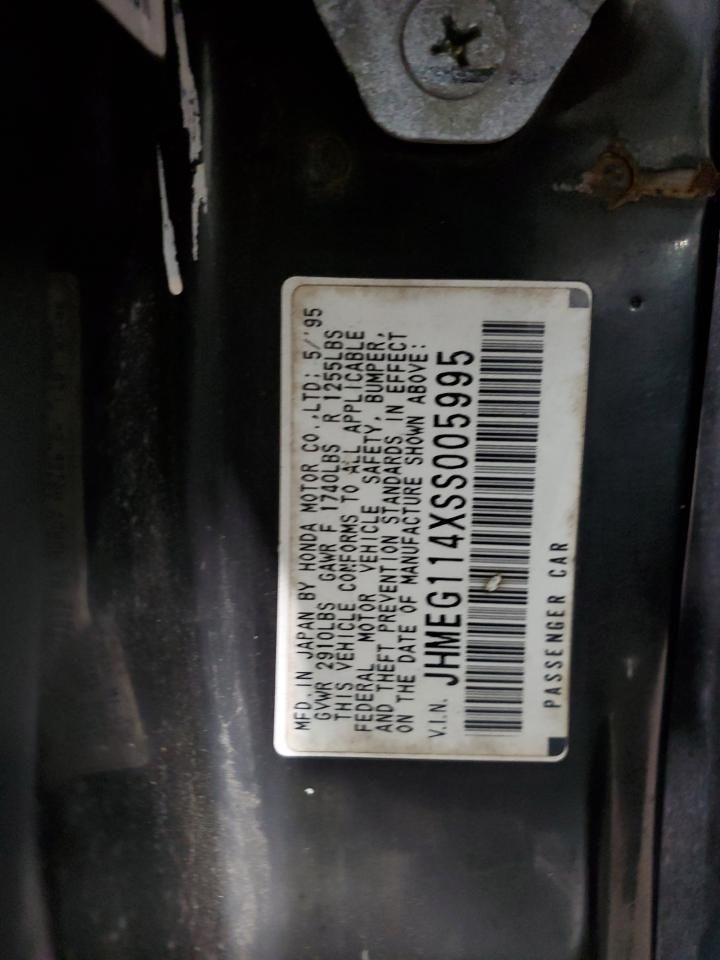 MFD. IN JAPAN BY HONDA MOTOR CO.,LTD: 5/'95
GVWR 2910LBS GAWR F 1740LBS R 1255LBS
THIS VEHICLE CONFORMS TO ALL APPLICABLE
FEDERAL MOTOR VEHICLE SAFETY, BUMPER,
AND THEFT PREVENTION STANDARDS IN EFFECT
ON THE DATE OF MANUFACTURE SHOWN ABOVE:
V.I.N. JHMEG114XSS005995
PASSENGER CAR